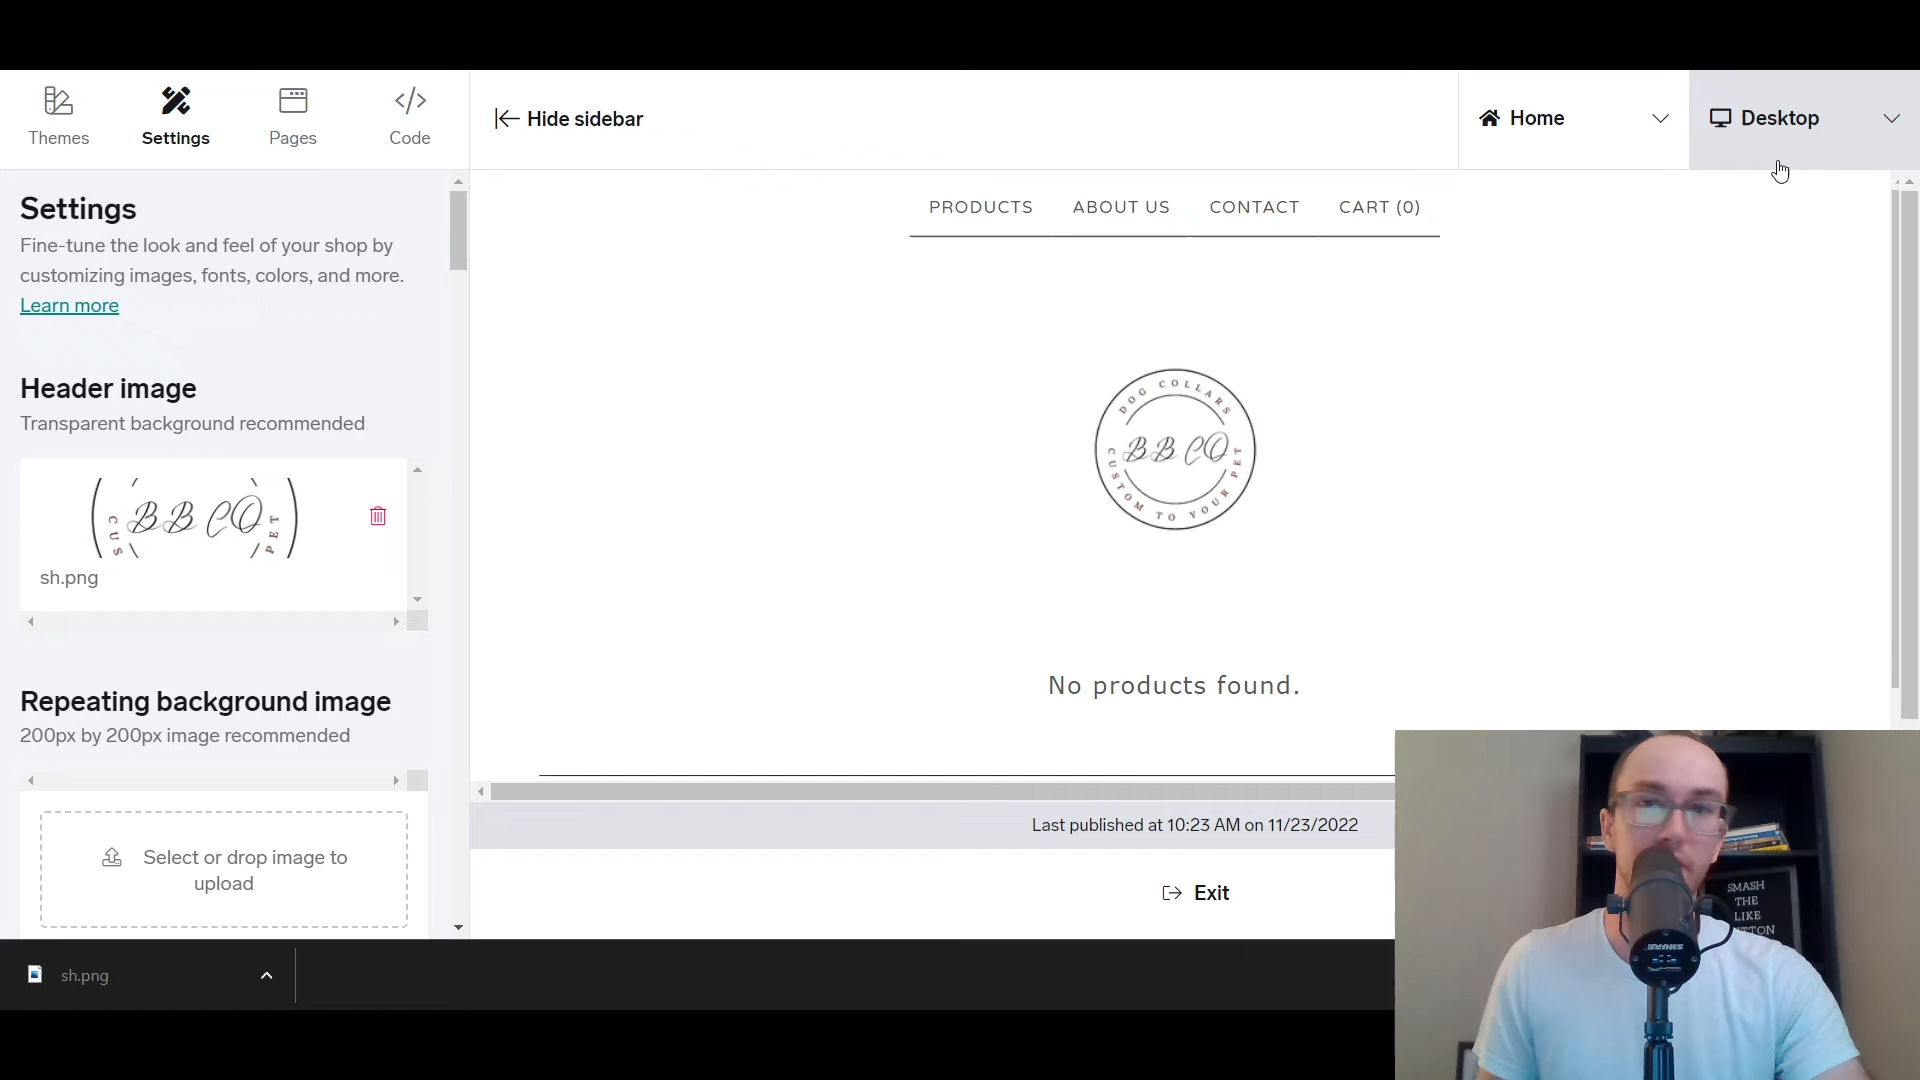 Themes
Settings
Pages
Code
Hide sidebar
Home
Desktop
Settings
Fine-tune the look and feel of your shop by
customizing images, fonts, colors, and more.
Learn more
Header image
Transparent background recommended
BB CO
CUS
PET
sh.png
Repeating background image
200px by 200px image recommended
Select or drop image to
upload
PRODUCTS
ABOUT US
CONTACT
CART (0)
DOG COLLARS
BB CO
CUSTOM TO YOUR PET
No products found.
Last published at 10:23 AM on 11/23/2022
Exit
sh.png
SMASH
THE
LIKE
SHURE